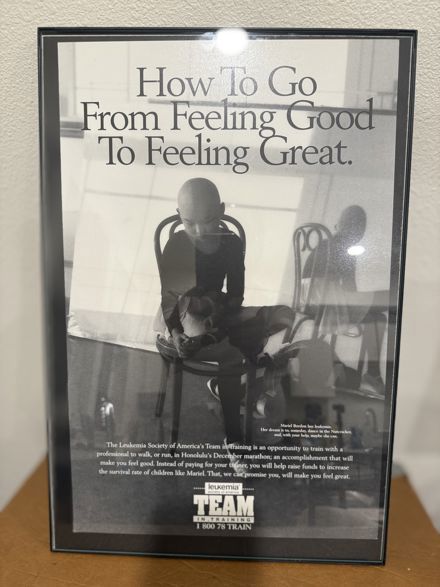 leukemia
How To Go
From Feeling Good
To Feeling Great.
Mariel Borden has leukemia.
Her dream is to, someday, dance in the Nutcracker,
and, with your help, maybe she can.
The Leukemia Society of America's Team in Training is an opportunity to train with a
professional to walk, or run, in Honolulu's December marathon; an accomplishment that will
make you feel good. Instead of paying for your trainer, you will help raise funds to increase
the survival rate of children like Mariel. That, we can promise you, will make you feel great.
leukemia
TEAM
IN TRAINING
1 800 78 TRAIN